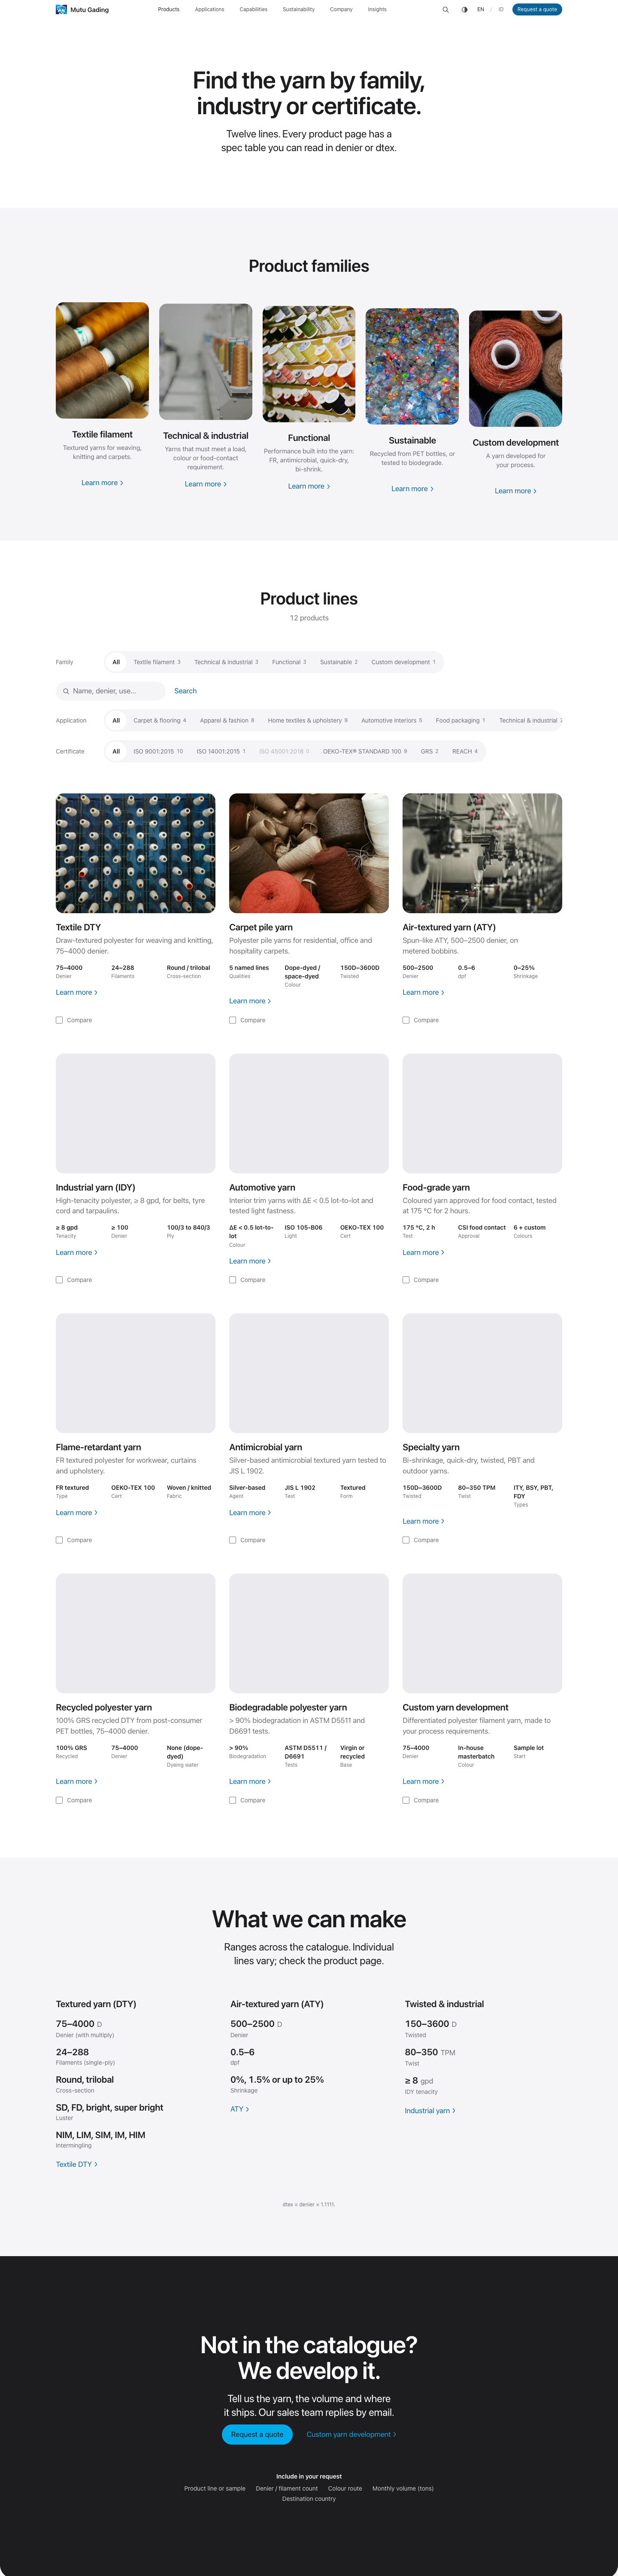 Mutu Gading
Products
Applications
Capabilities
Sustainability
Company
Insights
EN
ID
Request a quote
Find the yarn by family,
industry or certificate.
Twelve lines. Every product page has a
spec table you can read in denier or dtex.
Product families
Textile filament
Textured yarns for weaving,
knitting and carpets.
Learn more
Technical & industrial
Yarns that must meet a load,
colour or food-contact
requirement.
Learn more
Functional
Performance built into the yarn:
FR, antimicrobial, quick-dry,
bi-shrink.
Learn more
Sustainable
Recycled from PET bottles, or
tested to biodegrade.
Learn more
Custom development
A yarn developed for
your process.
Learn more
Product lines
12 products
Family
All
Textile filament 3
Technical & industrial 3
Functional 3
Sustainable 2
Custom development 1
Name, denier, use...
Search
Application
All
Carpet & flooring 4
Apparel & fashion 8
Home textiles & upholstery 9
Automotive interiors 5
Food packaging 1
Technical & industrial
Certificate
All
ISO 9001:2015 10
ISO 14001:2015 1
ISO 45001:2018 0
OEKO-TEX® STANDARD 100 9
GRS 2
REACH 4
Textile DTY
Draw-textured polyester for weaving and knitting,
75–4000 denier.
75–4000
Denier
24–288
Filaments
Round / trilobal
Cross-section
Learn more
Compare
Carpet pile yarn
Polyester pile yarns for residential, office and
hospitality carpets.
5 named lines
Qualities
Dope-dyed /
space-dyed
Colour
150D–3600D
Twisted
Learn more
Compare
Air-textured yarn (ATY)
Spun-like ATY, 500–2500 denier, on
metered bobbins.
500–2500
Denier
0.5–6
dpf
0–25%
Shrinkage
Learn more
Compare
Industrial yarn (IDY)
High-tenacity polyester, ≥ 8 gpd, for belts, tyre
cord and tarpaulins.
≥ 8 gpd
Tenacity
≥ 100
Denier
100/3 to 840/3
Ply
Learn more
Compare
Automotive yarn
Interior trim yarns with ΔE < 0.5 lot-to-lot and
tested light fastness.
ΔE < 0.5 lot-to-
lot
Colour
ISO 105-B06
Light
OEKO-TEX 100
Cert
Learn more
Compare
Food-grade yarn
Coloured yarn approved for food contact, tested
at 175 °C for 2 hours.
175 °C, 2 h
Test
CSI food contact
Approval
6 + custom
Colours
Learn more
Compare
Flame-retardant yarn
FR textured polyester for workwear, curtains
and upholstery.
FR textured
Type
OEKO-TEX 100
Cert
Woven / knitted
Fabric
Learn more
Compare
Antimicrobial yarn
Silver-based antimicrobial textured yarn tested to
JIS L 1902.
Silver-based
Agent
JIS L 1902
Test
Textured
Form
Learn more
Compare
Specialty yarn
Bi-shrinkage, quick-dry, twisted, PBT and
outdoor yarns.
150D–3600D
Twisted
80–350 TPM
Twist
ITY, BSY, PBT,
FDY
Types
Learn more
Compare
Recycled polyester yarn
100% GRS recycled DTY from post-consumer
PET bottles, 75–4000 denier.
100% GRS
Recycled
75–4000
Denier
None (dope-
dyed)
Dyeing water
Learn more
Compare
Biodegradable polyester yarn
> 90% biodegradation in ASTM D5511 and
D6691 tests.
> 90%
Biodegradation
ASTM D5511 /
D6691
Tests
Virgin or
recycled
Base
Learn more
Compare
Custom yarn development
Differentiated polyester filament yarn, made to
your process requirements.
75–4000
Denier
In-house
masterbatch
Colour
Sample lot
Start
Learn more
Compare
What we can make
Ranges across the catalogue. Individual
lines vary; check the product page.
Textured yarn (DTY)
75–4000 D
Denier (with multiply)
24–288
Filaments (single-ply)
Round, trilobal
Cross-section
SD, FD, bright, super bright
Luster
NIM, LIM, SIM, IM, HIM
Intermingling
Textile DTY
Air-textured yarn (ATY)
500–2500 D
Denier
0.5–6
dpf
0%, 1.5% or up to 25%
Shrinkage
ATY
Twisted & industrial
150–3600 D
Twisted
80–350 TPM
Twist
≥ 8 gpd
IDY tenacity
Industrial yarn
dtex = denier × 1.1111.
Not in the catalogue?
We develop it.
Tell us the yarn, the volume and where
it ships. Our sales team replies by email.
Request a quote
Custom yarn development
Include in your request
Product line or sample
Denier / filament count
Colour route
Monthly volume (tons)
Destination country